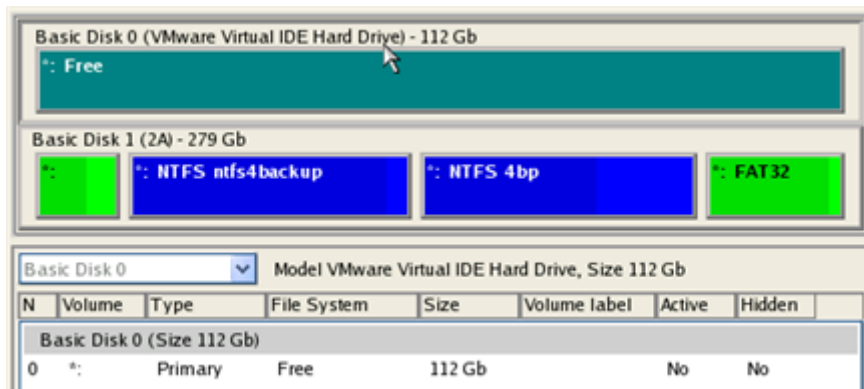 Basic Disk 0 (VMware Virtual IDE Hard Drive) - 112 Gb
*: Free
Basic Disk 1 (2A) - 279 Gb
*: *: NTFS ntfs4backup *: NTFS 4bp *: FAT32
Basic Disk 0 Model VMware Virtual IDE Hard Drive, Size 112 Gb
N Volume Type File System Size Volume label Active Hidden
Basic Disk 0 (Size 112 Gb)
0 *: Primary Free 112 Gb No No